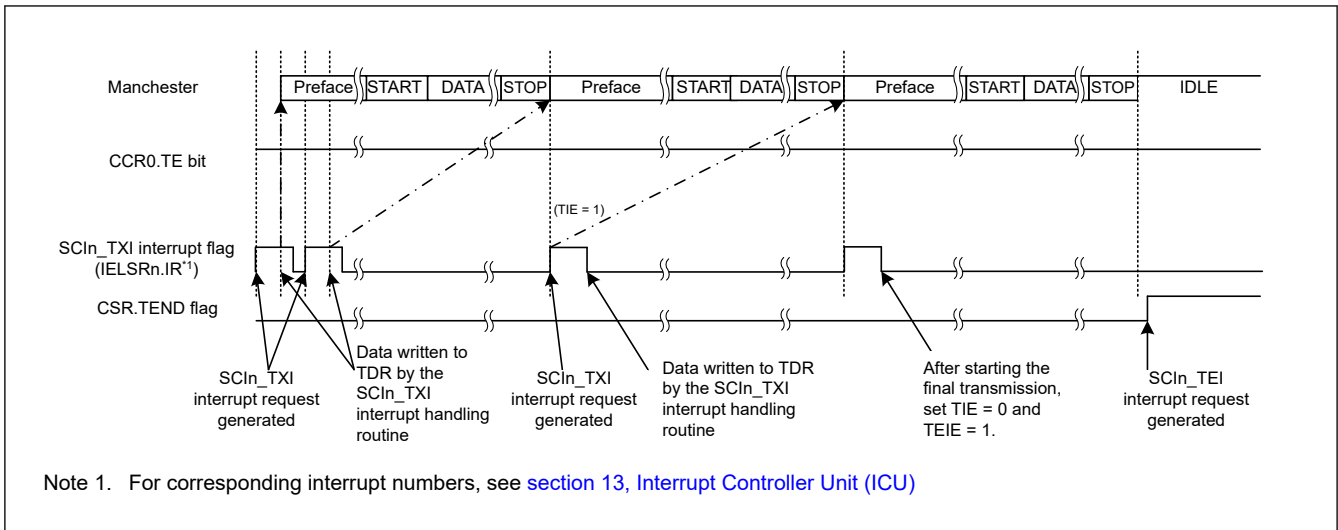 Manchester
Preface START DATA STOP Preface START DATA STOP Preface START DATA STOP IDLE
CCR0.TE bit
(TIE = 1)
SCIn_TXI interrupt flag
(IELSRn.IR*1)
CSR.TEND flag
SCIn_TXI
interrupt request
generated
Data written to
TDR by the
SCIn_TXI
interrupt handling
routine
SCIn_TXI
interrupt request
generated
Data written to TDR
by the SCIn_TXI
interrupt handling
routine
After starting the
final transmission,
set TIE = 0 and
TEIE = 1.
SCIn_TEI
interrupt request
generated
Note 1. For corresponding interrupt numbers, see section 13, Interrupt Controller Unit (ICU)